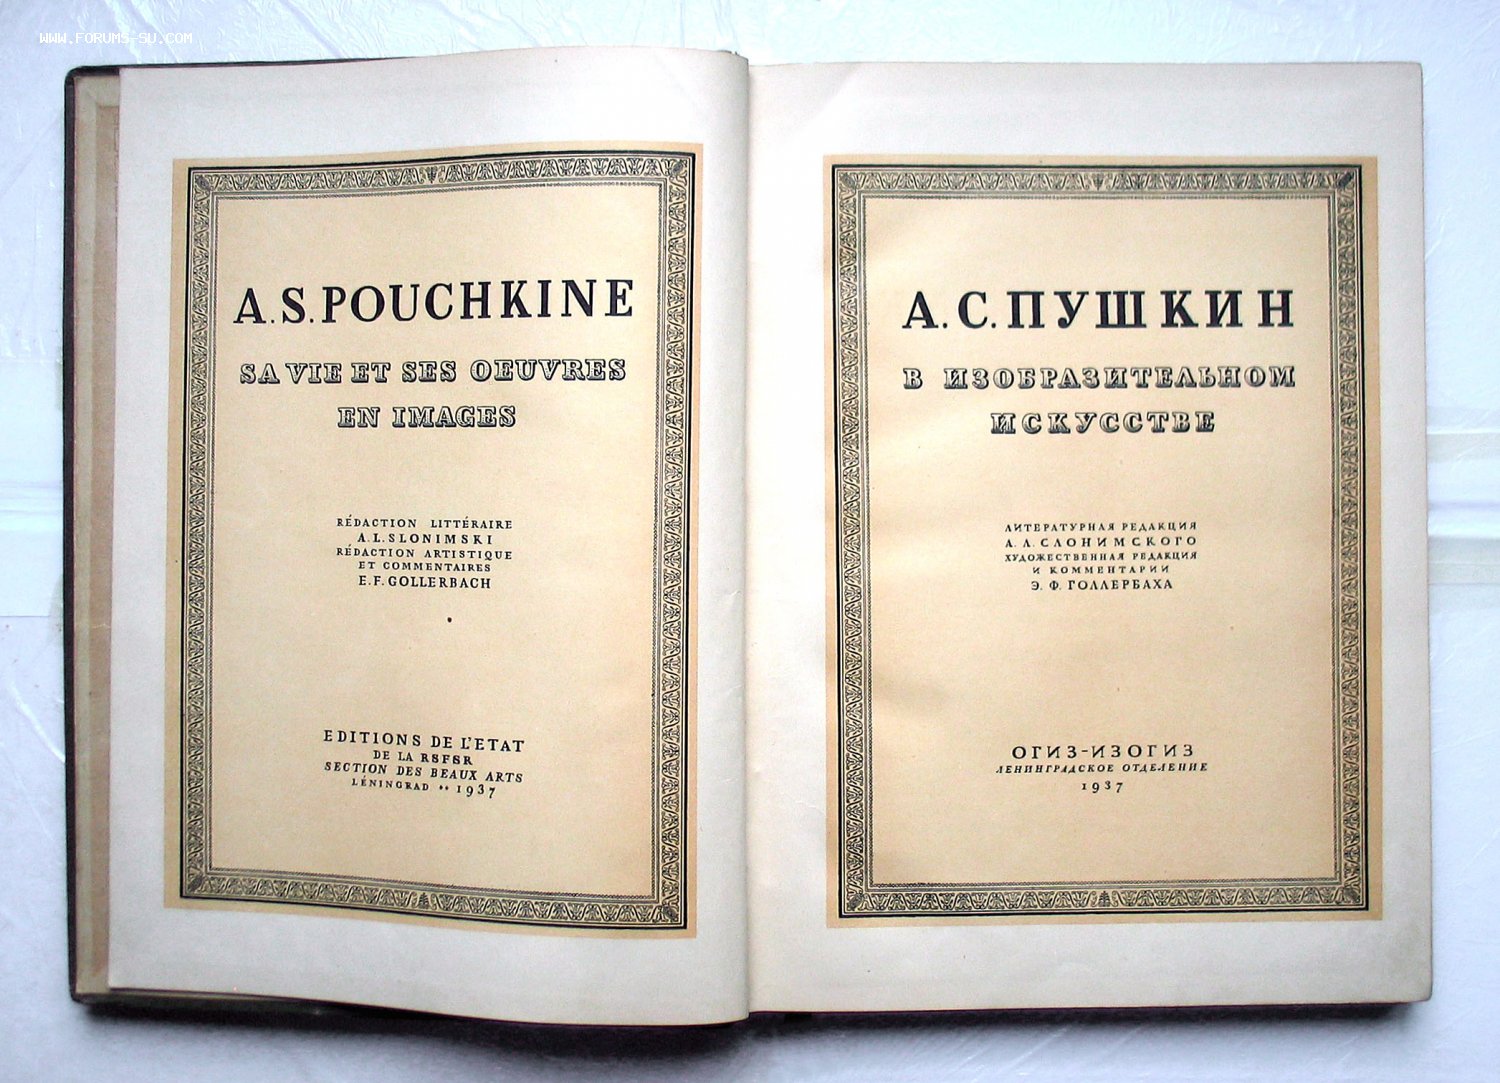 WWW.FORUMS-SU.COM
A.S.POUCHKINE
SA VIE ET SES OEUVRES
EN IMAGES
RÉDACTION LITTÉRAIRE
A.L.SLONIMSKI
RÉDACTION ARTISTIQUE
ET COMMENTAIRES
E.F.GOLLERBACH
EDITIONS DE L'ETAT
DE LA RSFSR
SECTION DES BEAUX ARTS
LÉNINGRAD ** 1937
А.С.ПУШКИН
В ИЗОБРАЗИТЕЛЬНОМ
ИСКУССТВЕ
ЛИТЕРАТУРНАЯ РЕДАКЦИЯ
А. Л. СЛОНИМСКОГО
ХУДОЖЕСТВЕННАЯ РЕДАКЦИЯ
И КОММЕНТАРИИ
Э. Ф. ГОЛЛЕРБАХА
ОГИЗ-ИЗОГИЗ
ЛЕНИНГРАДСКОЕ ОТДЕЛЕНИЕ
1937